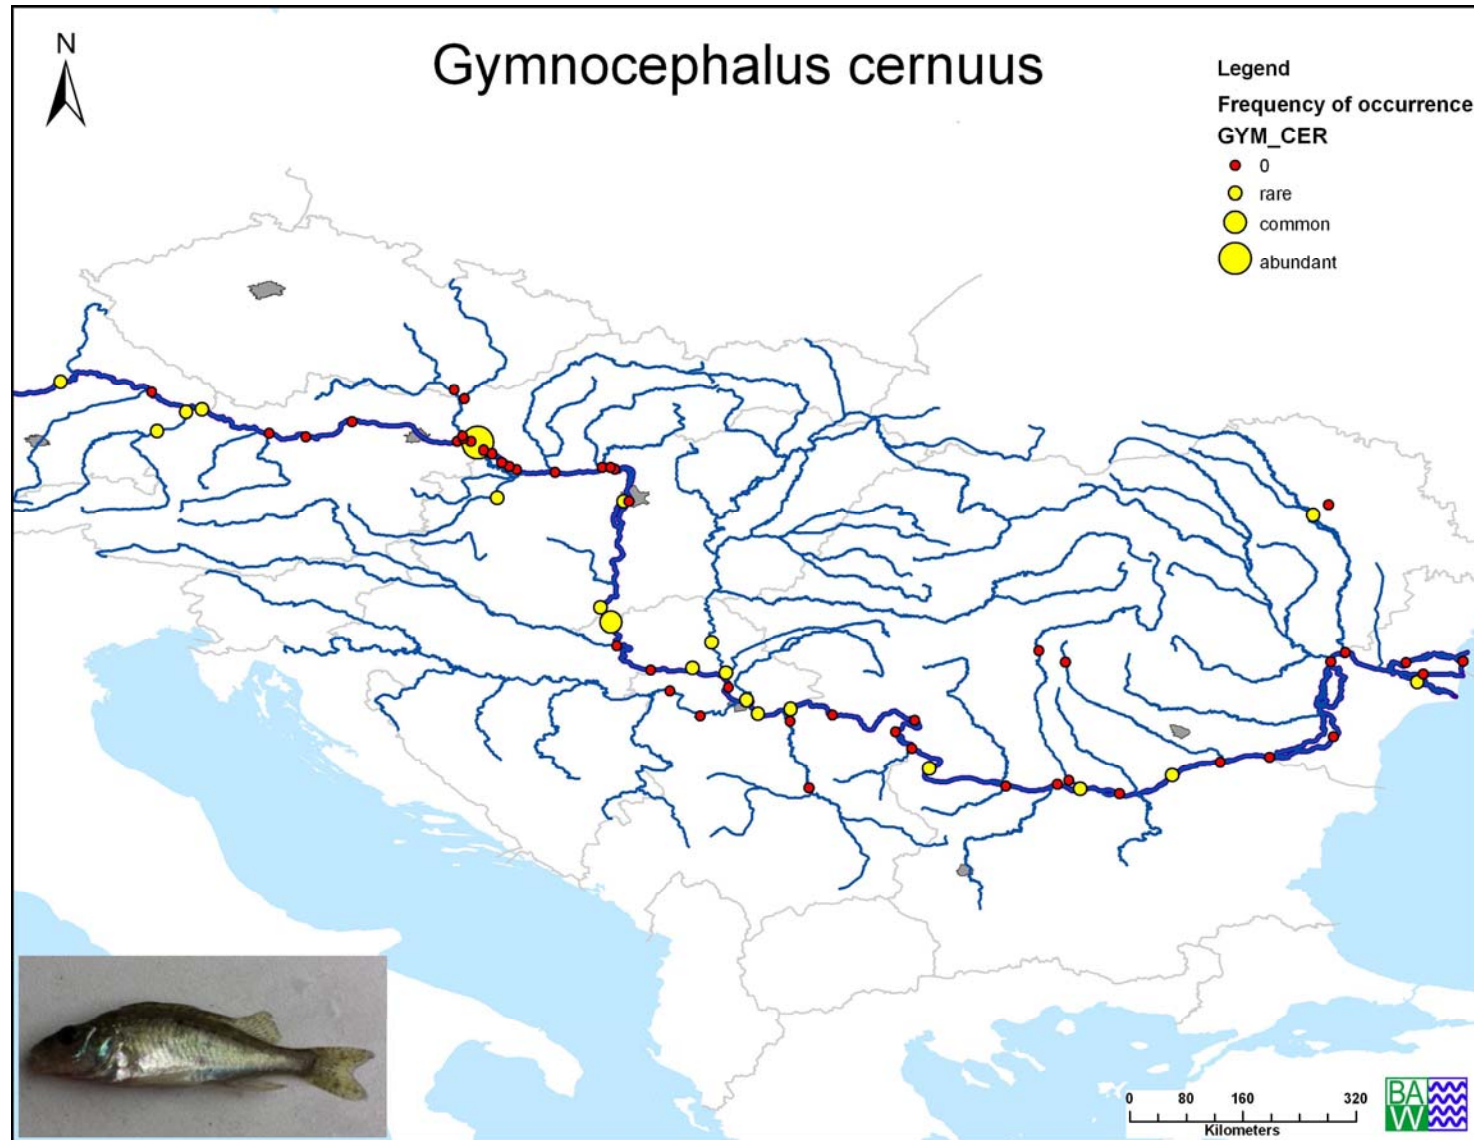 N
Gymnocephalus cernuus
Legend
Frequency of occurrence
GYM_CER
0
rare
common
abundant
0 80 160 320
Kilometers
BA
W